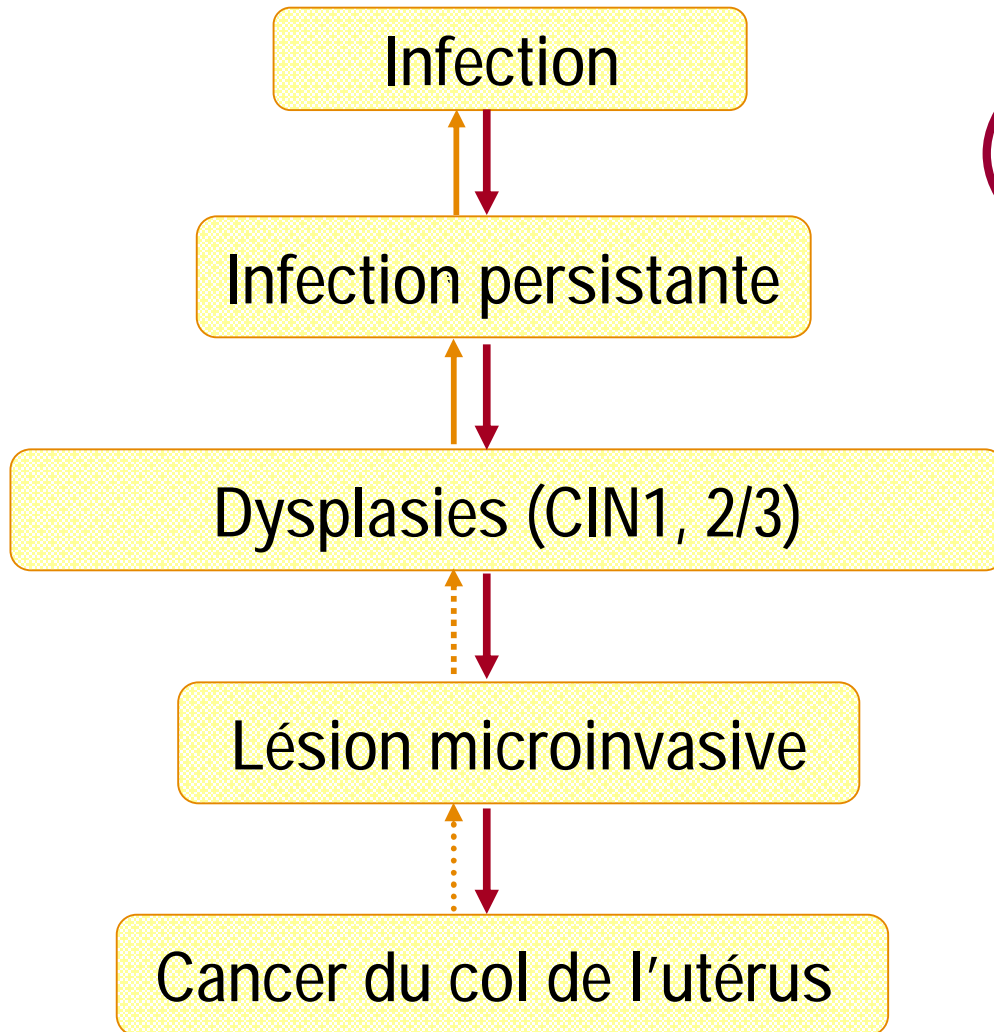 Infection
Infection persistante
Dysplasies (CIN1, 2/3)
Lésion microinvasive
Cancer du col de l'utérus